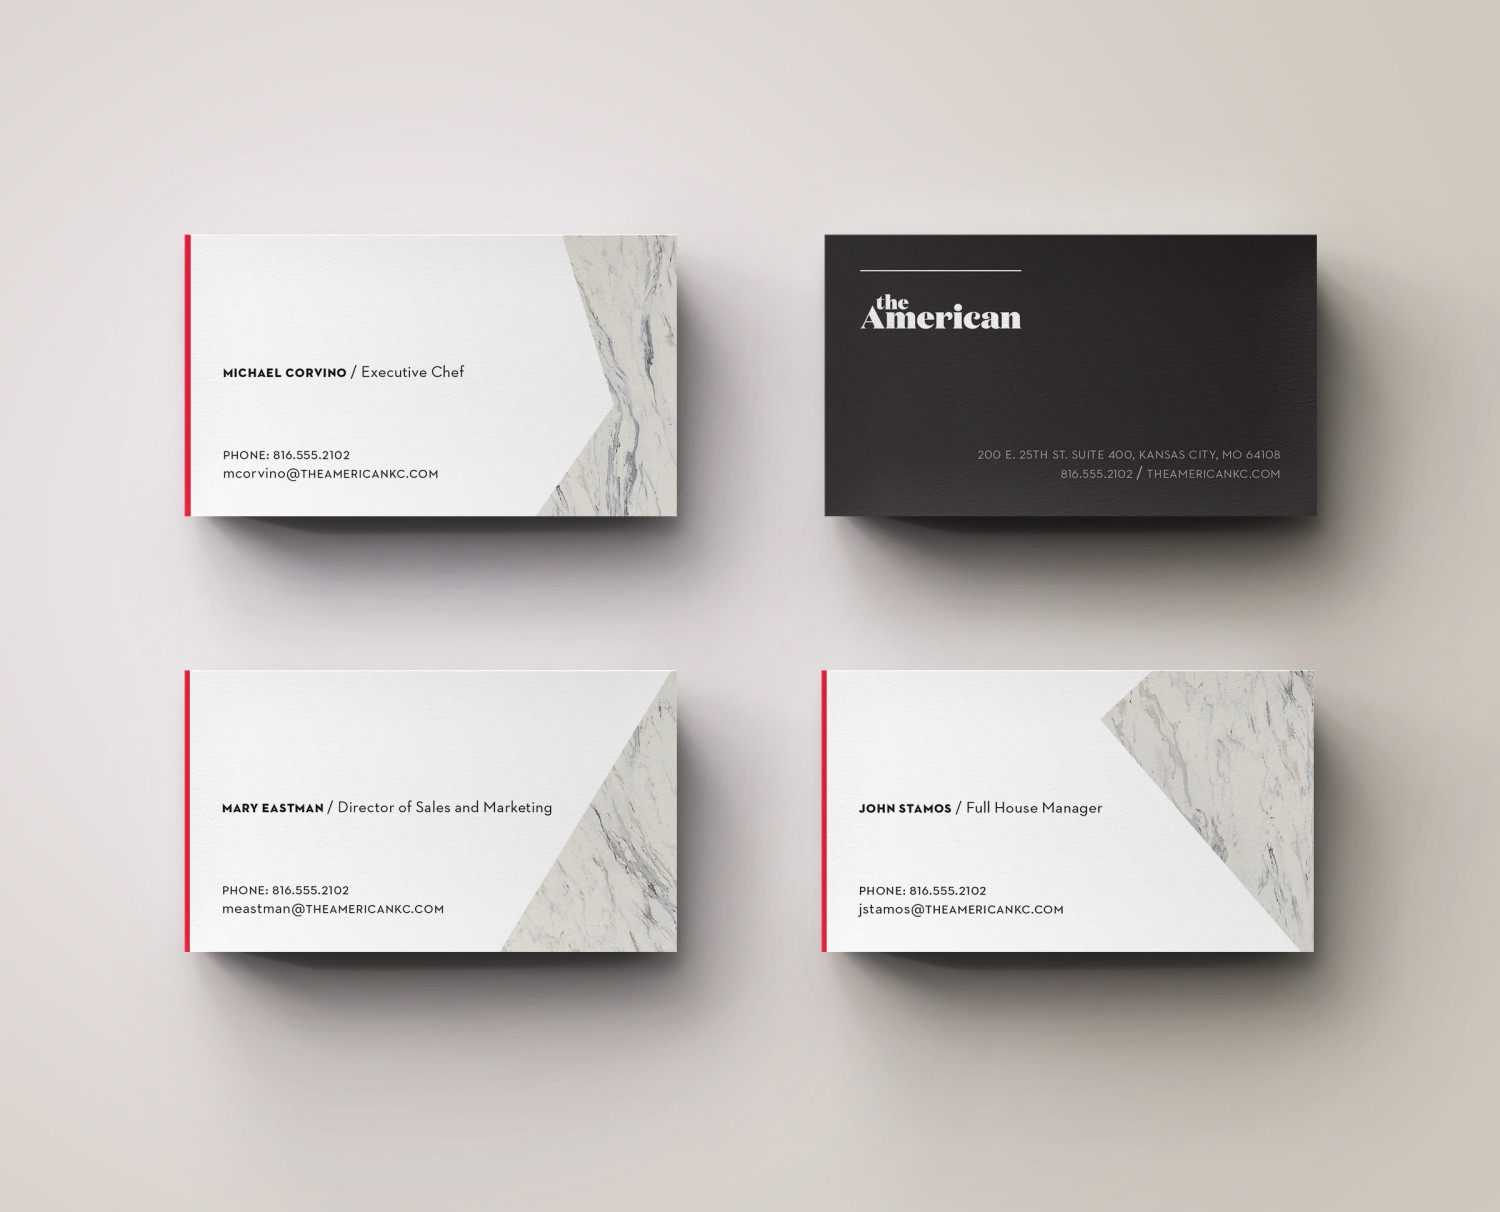 MICHAEL CORVINO / Executive Chef
PHONE: 816.555.2102
mcorvino@THEAMERICANKC.COM
the
American
200 E. 25TH ST. SUITE 400, KANSAS CITY, MO 64108
816.555.2102 / THEAMERICANKC.COM
MARY EASTMAN / Director of Sales and Marketing
PHONE: 816.555.2102
meastman@THEAMERICANKC.COM
JOHN STAMOS / Full House Manager
PHONE: 816.555.2102
jstamos@THEAMERICANKC.COM